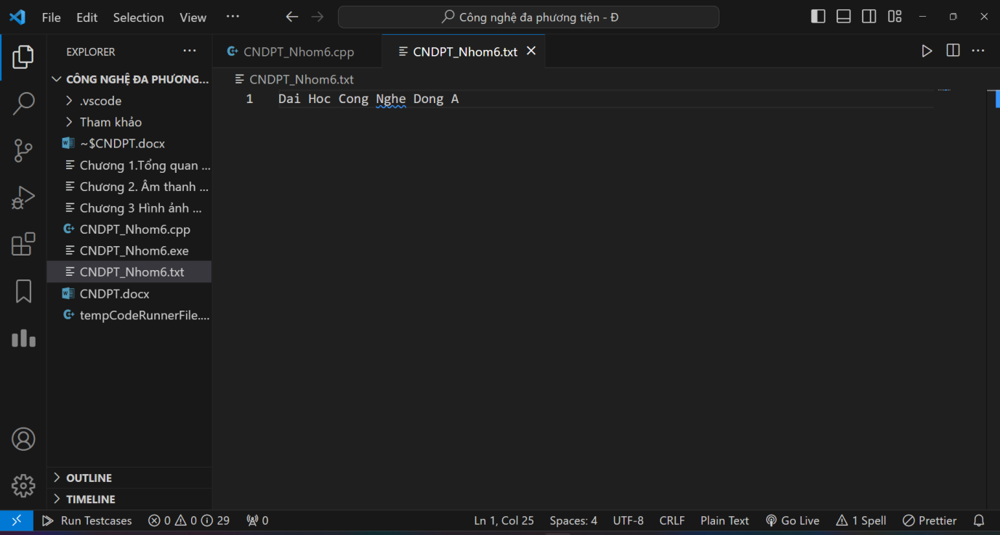 File Edit Selection View ...
Công nghệ đa phương tiện - Đ
EXPLORER ...
CÔNG NGHỆ ĐA PHƯƠNG...
.vscode
Tham khảo
~$CNDPT.docx
Chương 1.Tổng quan ...
Chương 2. Âm thanh ...
Chương 3 Hình ảnh ...
CNDPT_Nhom6.cpp
CNDPT_Nhom6.exe
CNDPT_Nhom6.txt
CNDPT.docx
tempCodeRunnerFile....
OUTLINE
TIMELINE
CNDPT_Nhom6.cpp CNDPT_Nhom6.txt
CNDPT_Nhom6.txt
1 Dai Hoc Cong Nghe Dong A
Run Testcases 0 0 29 0 Ln 1, Col 25 Spaces: 4 UTF-8 CRLF Plain Text Go Live 1 Spell Prettier